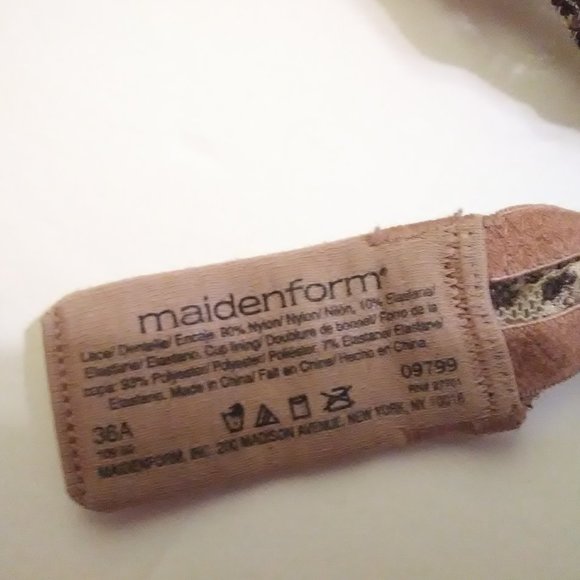 maidenform®
Lace/ Dentelle/ Encaje: 90% Nylon/ Nylon/ Nilón, 10% Elastane/
Elastane/ Elastano. Cup lining/ Doublure de bonnet/ Forro de la
copa: 93% Polyester/ Polyester/ Poliéster, 7% Elastane/ Elastane/
Elastano. Made in China/ Fait en Chine/ Hecho en China
09799
36A
MAIDENFORM, INC. 200 MADISON AVENUE, NEW YORK, NY 10016